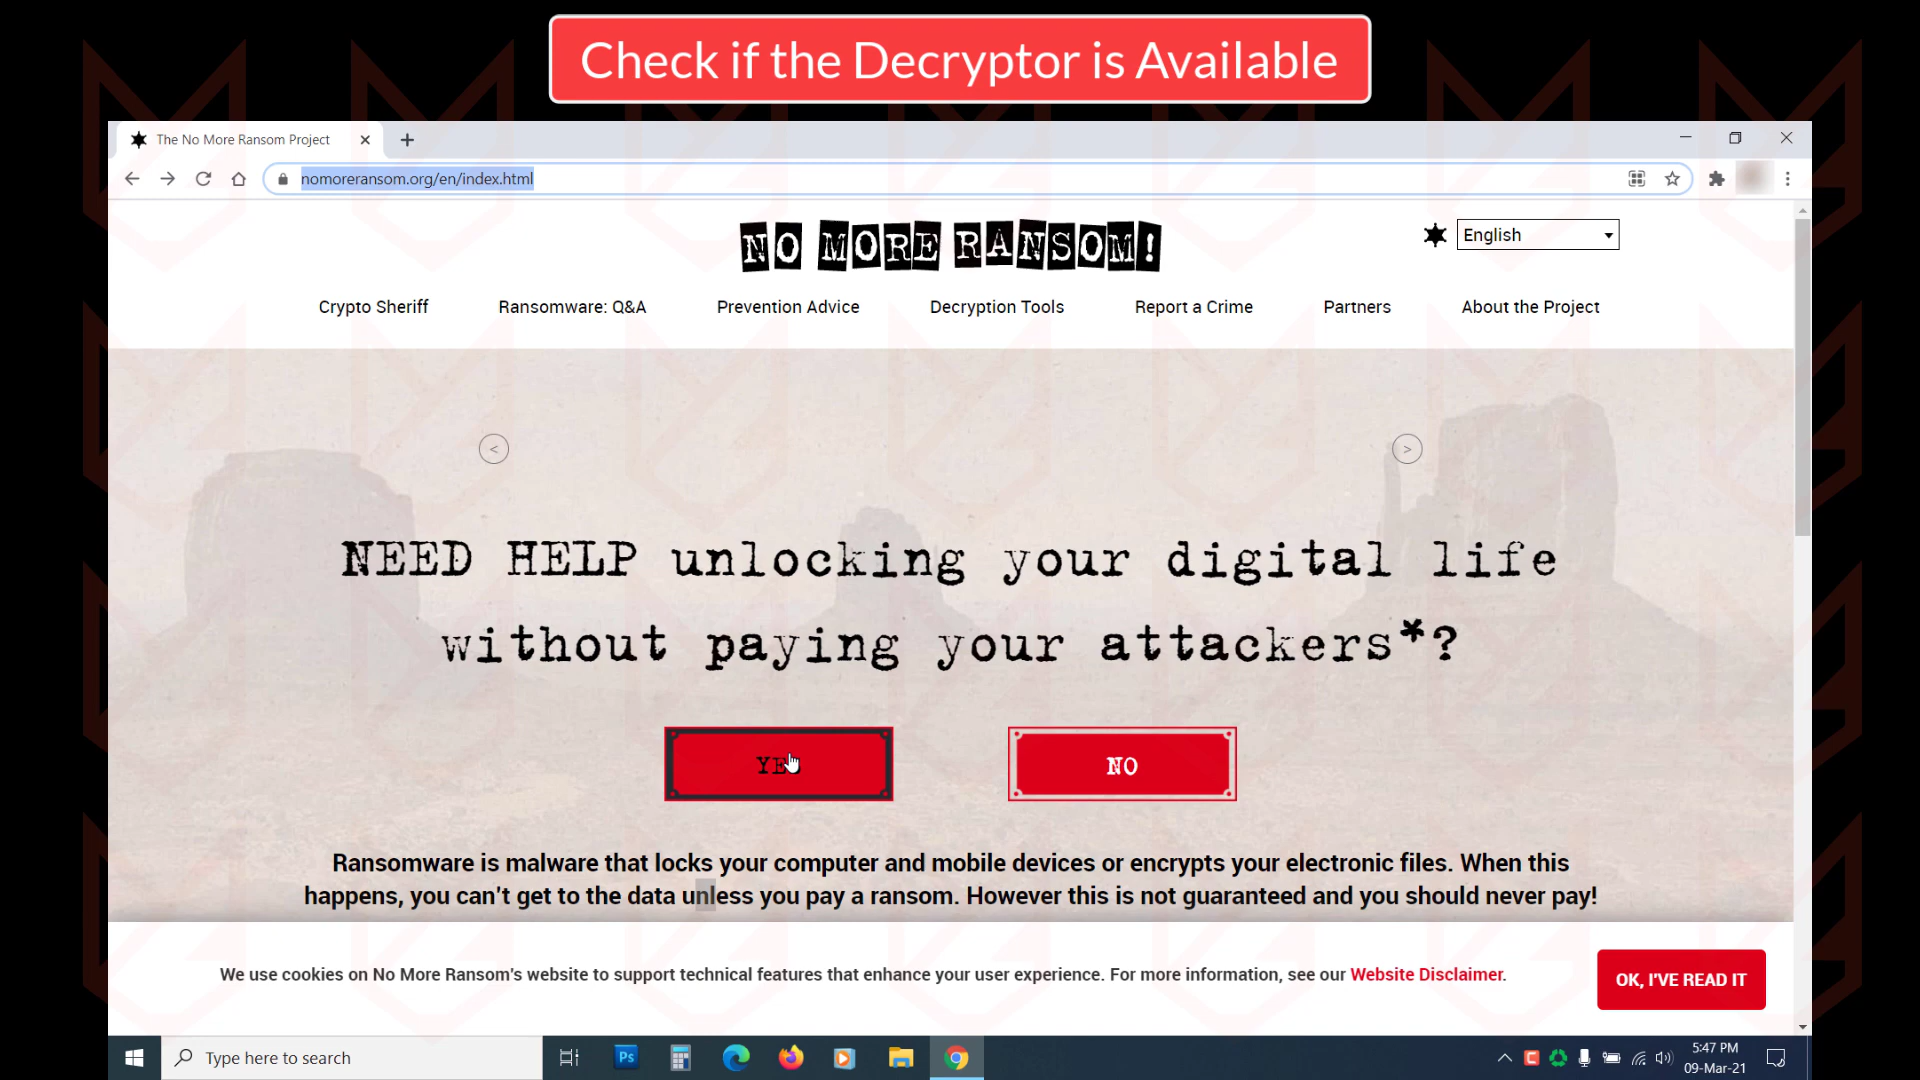 Check if the Decryptor is Available
The No More Ransom Project
nomoreransom.org/en/index.html
NO MORE RANSOM!
English
Crypto Sheriff Ransomware: Q&A Prevention Advice Decryption Tools Report a Crime Partners About the Project
< >
NEED HELP unlocking your digital life
without paying your attackers*?
YES NO
Ransomware is malware that locks your computer and mobile devices or encrypts your electronic files. When this
happens, you can't get to the data unless you pay a ransom. However this is not guaranteed and you should never pay!
We use cookies on No More Ransom's website to support technical features that enhance your user experience. For more information, see our Website Disclaimer.
OK, I'VE READ IT
Type here to search
Ps
5:47 PM
09-Mar-21